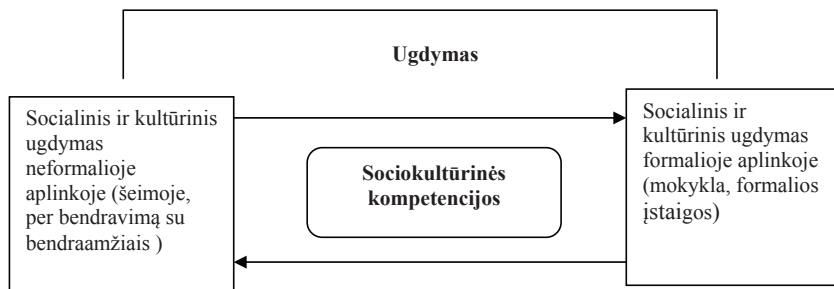 Ugdymas
Socialinis ir kultūrinis
ugdymas
neformalioje
aplinkoje (šeimoje,
per bendravimą su
bendraamžiais )
Sociokultūrinės
kompetencijos
Socialinis ir
kultūrinis ugdymas
formalioje aplinkoje
(mokykla, formalios
įstaigos)